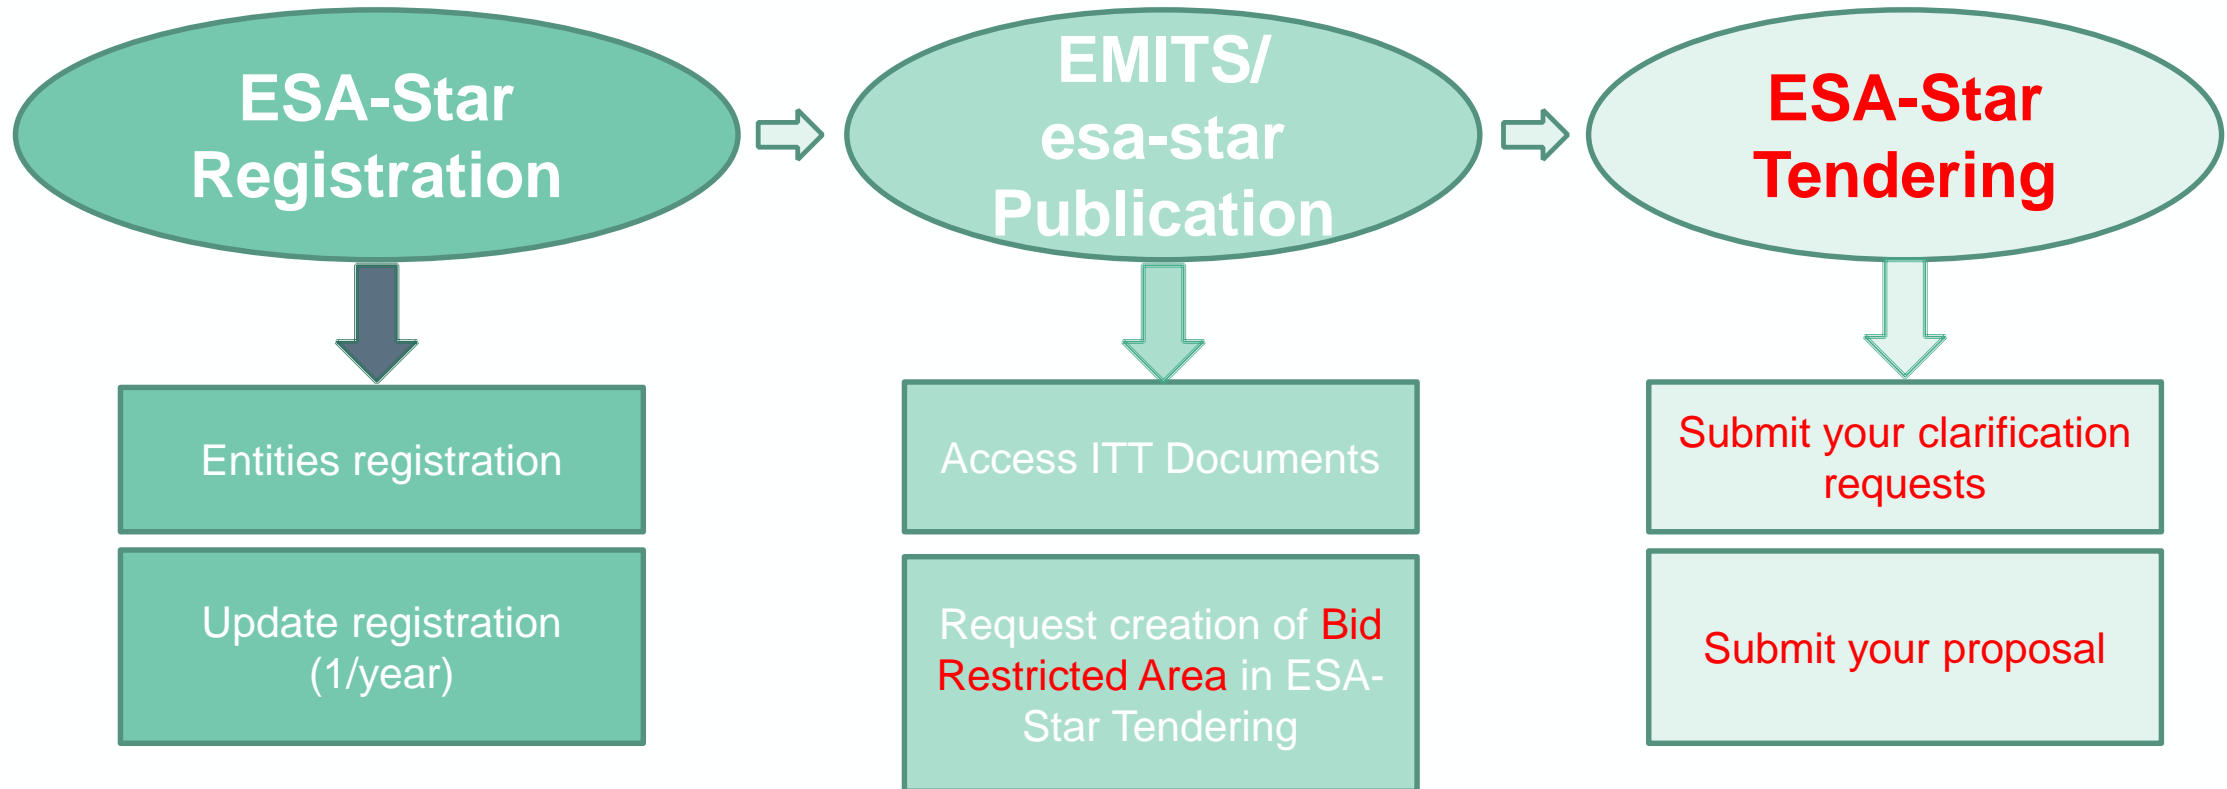 ESA-Star
Registration
EMITS/
esa-star
Publication
ESA-Star
Tendering
Entities registration
Update registration
(1/year)
Access ITT Documents
Request creation of Bid
Restricted Area in ESA-
Star Tendering
Submit your clarification
requests
Submit your proposal